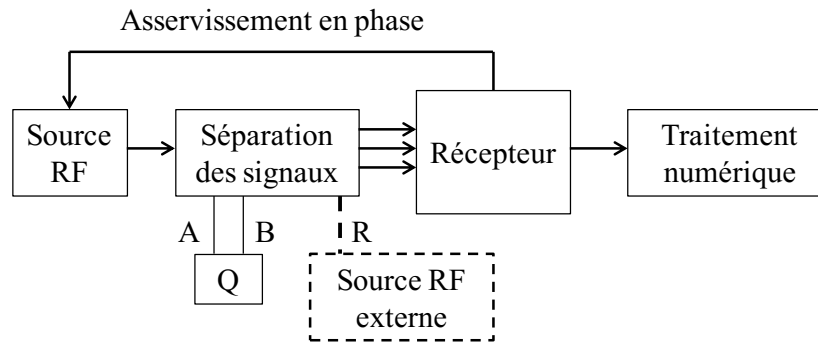 Asservissement en phase
Source
RF
Séparation
des signaux
Récepteur
Traitement
numérique
A
B
R
Q
Source RF
externe